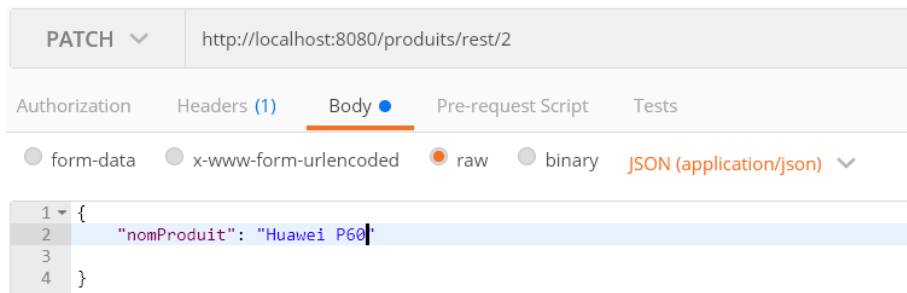 PATCH http://localhost:8080/produits/rest/2
Authorization Headers (1) Body Pre-request Script Tests
form-data x-www-form-urlencoded raw binary JSON (application/json)
1 {
2 "nomProduit": "Huawei P60"
3
4 }